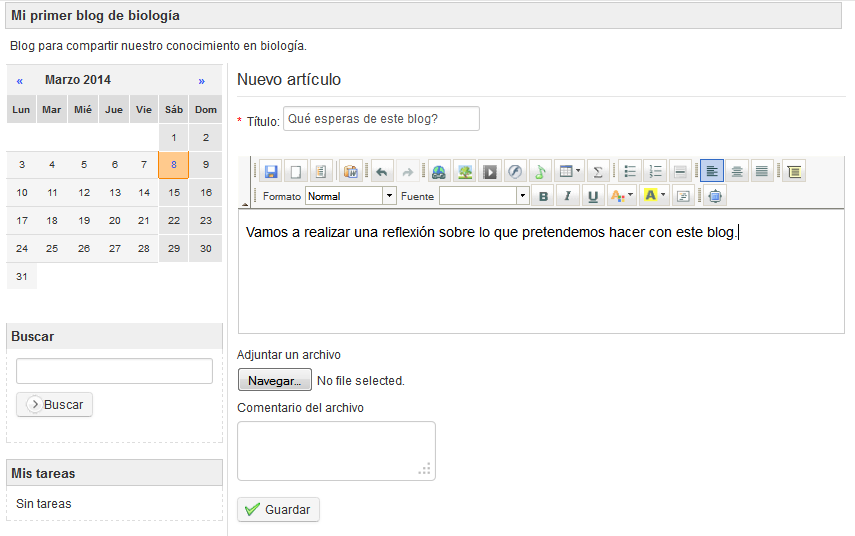 Mi primer blog de biología
Blog para compartir nuestro conocimiento en biología.
« Marzo 2014 »
Lun Mar Mié Jue Vie Sáb Dom
1 2
3 4 5 6 7 8 9
10 11 12 13 14 15 16
17 18 19 20 21 22 23
24 25 26 27 28 29 30
31
Buscar
Buscar
Mis tareas
Sin tareas
Nuevo artículo
* Título: Qué esperas de este blog?
Formato Normal Fuente B I U A A
Vamos a realizar una reflexión sobre lo que pretendemos hacer con este blog.
Adjuntar un archivo
Navegar... No file selected.
Comentario del archivo
Guardar